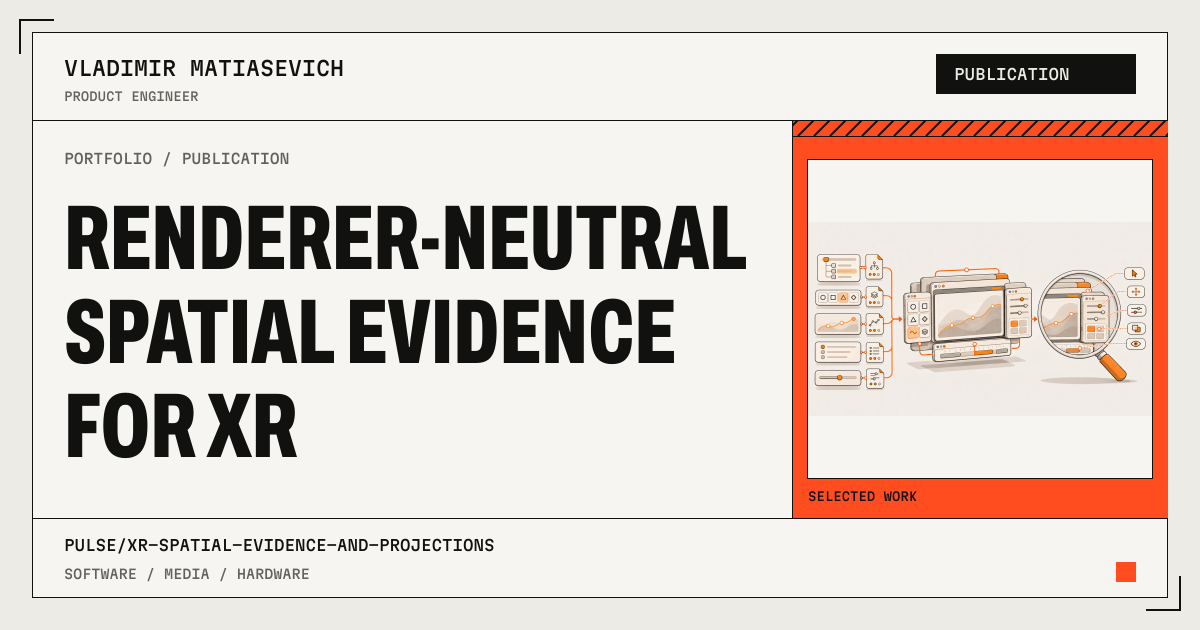 VLADIMIR MATIASEVICH
PRODUCT ENGINEER
PUBLICATION
PORTFOLIO / PUBLICATION
RENDERER-NEUTRAL
SPATIAL EVIDENCE
FOR XR
SELECTED WORK
PULSE/XR-SPATIAL-EVIDENCE-AND-PROJECTIONS
SOFTWARE / MEDIA / HARDWARE